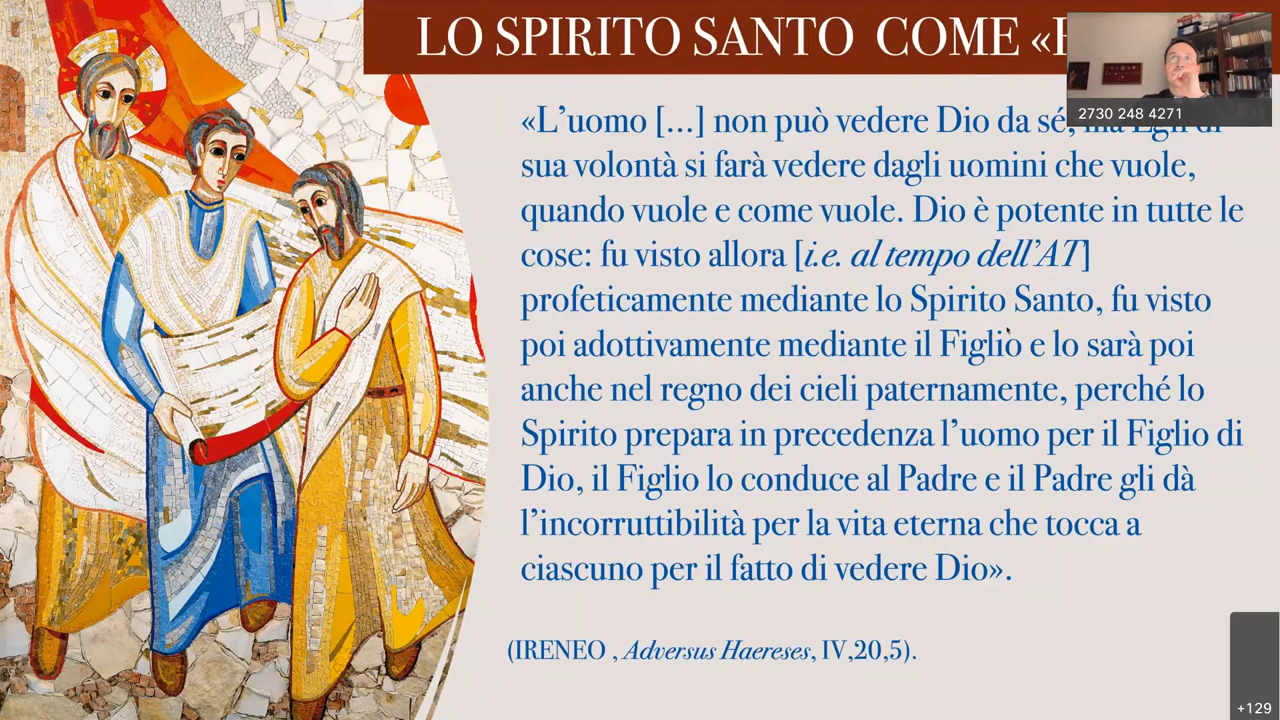 LO SPIRITO SANTO COME «
2730 248 4271
«L’uomo [...] non può vedere Dio da sé, ma Egli di
sua volontà si farà vedere dagli uomini che vuole,
quando vuole e come vuole. Dio è potente in tutte le
cose: fu visto allora [i.e. al tempo dell’AT]
profeticamente mediante lo Spirito Santo, fu visto
poi adottivamente mediante il Figlio e lo sarà poi
anche nel regno dei cieli paternamente, perché lo
Spirito prepara in precedenza l’uomo per il Figlio di
Dio, il Figlio lo conduce al Padre e il Padre gli dà
l’incorruttibilità per la vita eterna che tocca a
ciascuno per il fatto di vedere Dio».
(IRENEO , Adversus Haereses, IV,20,5).
+129